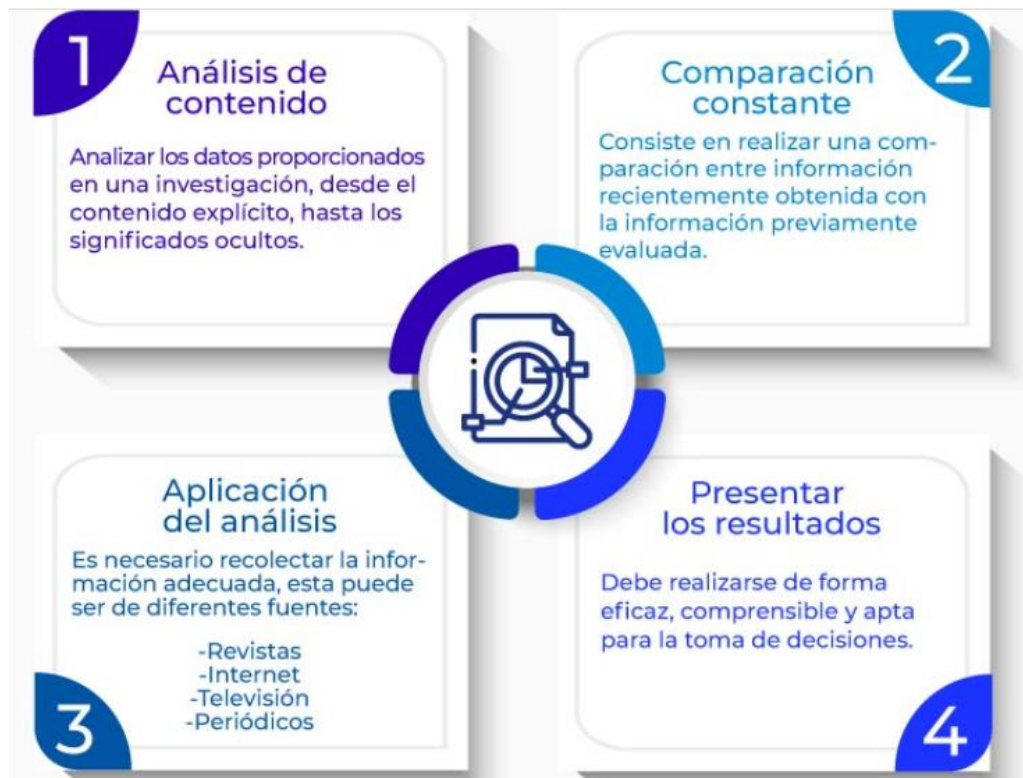 1
Análisis de
contenido
Analizar los datos proporcionados
en una investigación, desde el
contenido explícito, hasta los
significados ocultos.
2
Comparación
constante
Consiste en realizar una com-
paración entre información
recientemente obtenida con
la información previamente
evaluada.
Aplicación
del análisis
Es necesario recolectar la infor-
mación adecuada, esta puede
ser de diferentes fuentes:
-Revistas
-Internet
-Televisión
-Periódicos
3
Presentar
los resultados
Debe realizarse de forma
eficaz, comprensible y apta
para la toma de decisiones.
4